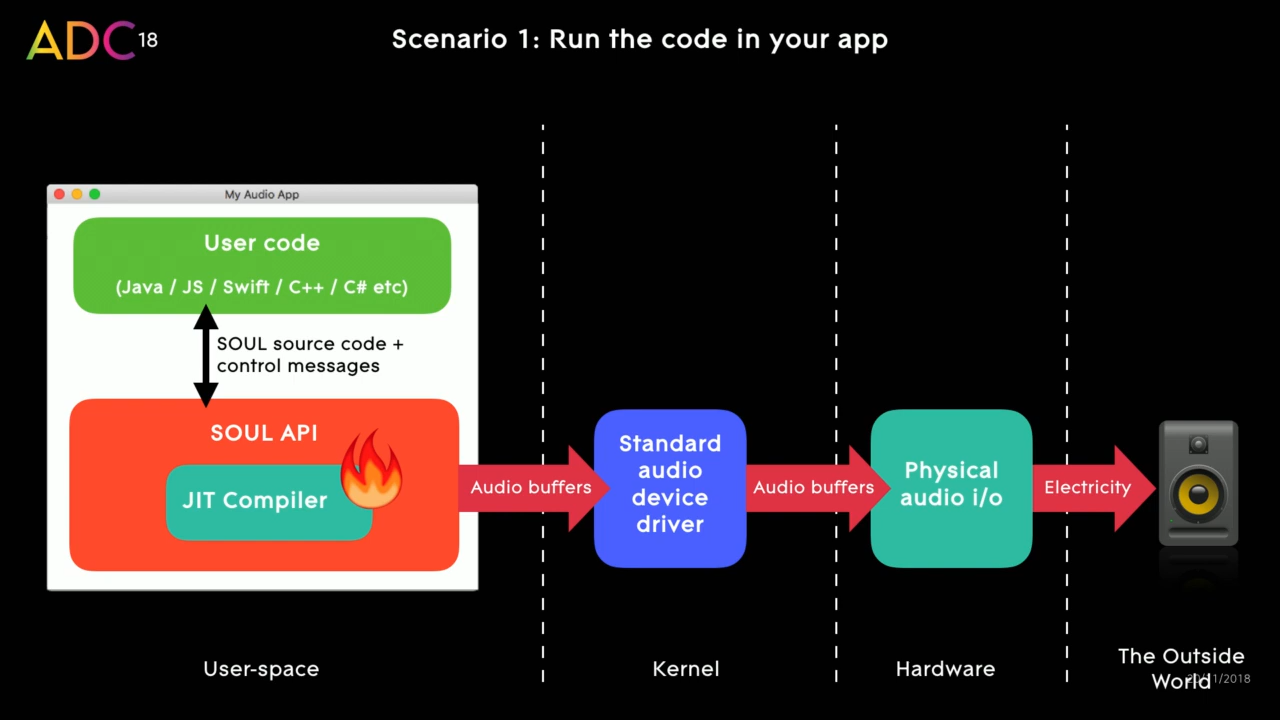 ADC 18
Scenario 1: Run the code in your app
My Audio App
User code
(Java / JS / Swift / C++ / C# etc)
SOUL source code +
control messages
SOUL API
JIT Compiler
Audio buffers
Standard
audio
device
driver
Audio buffers
Physical
audio i/o
Electricity
User-space
Kernel
Hardware
The Outside
World